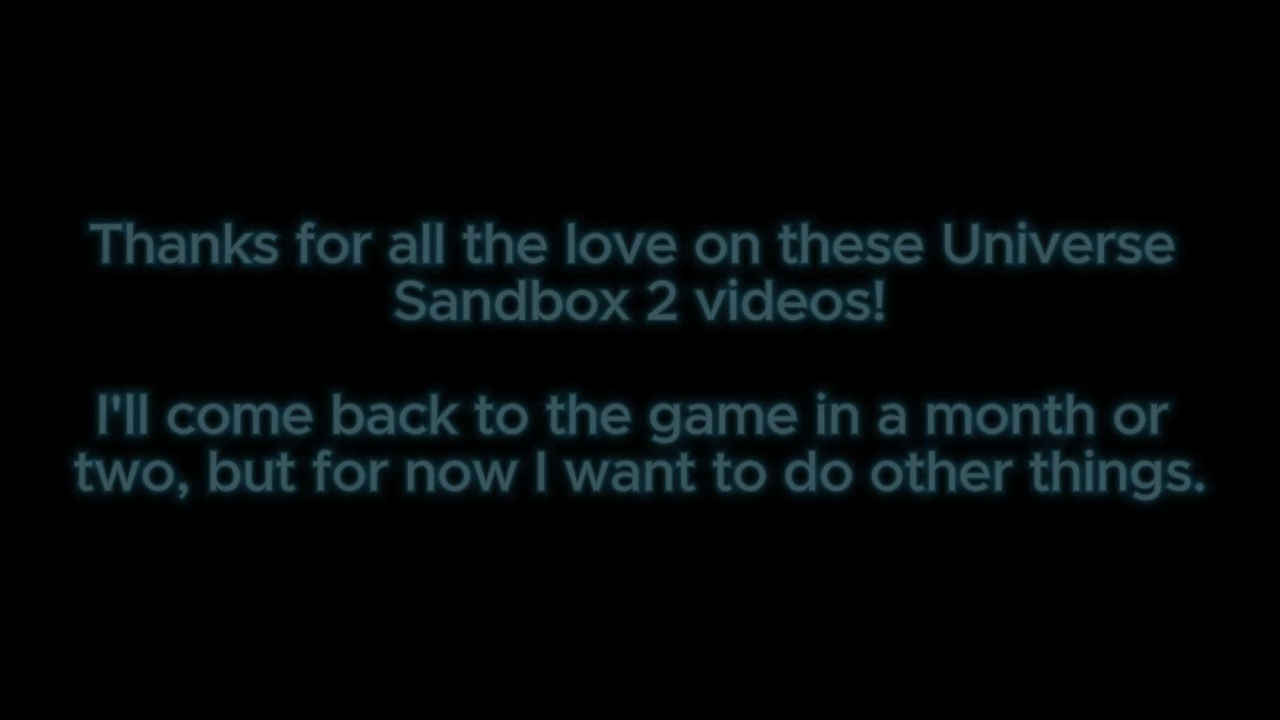 Thanks for all the love on these Universe
Sandbox 2 videos!
I'll come back to the game in a month or
two, but for now I want to do other things.